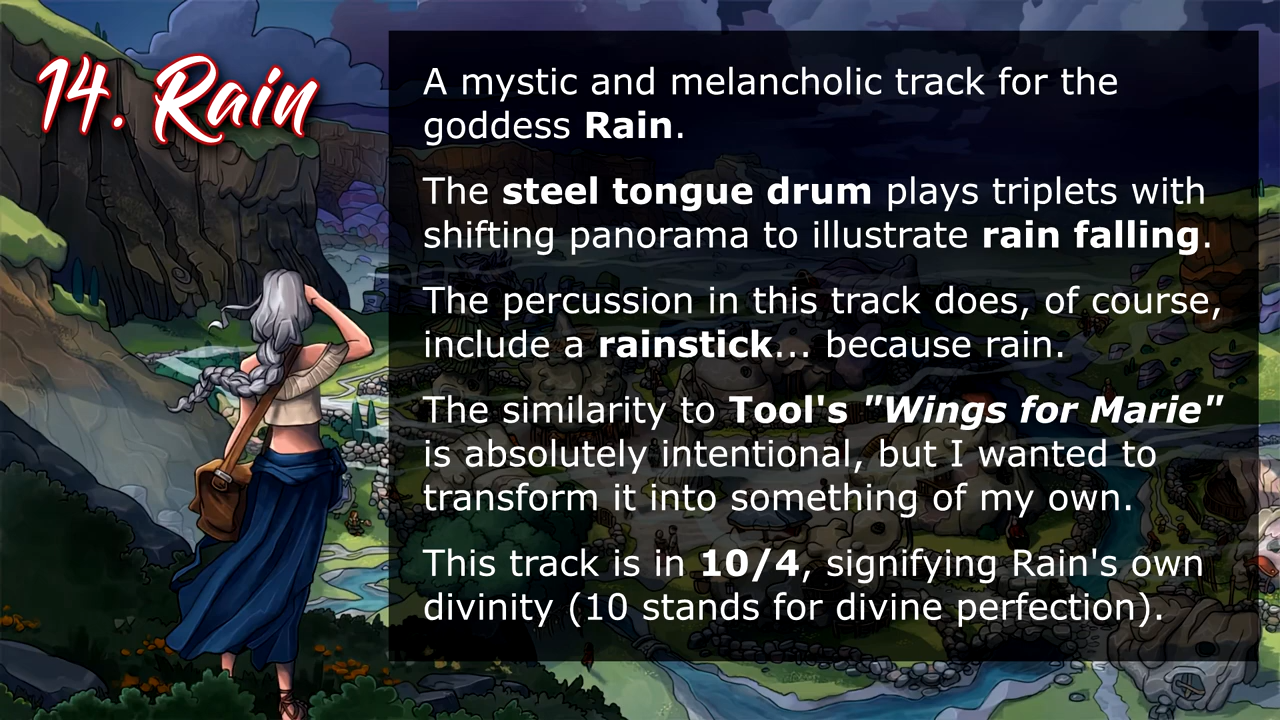 14. Rain
A mystic and melancholic track for the
goddess Rain.
The steel tongue drum plays triplets with
shifting panorama to illustrate rain falling.
The percussion in this track does, of course,
include a rainstick... because rain.
The similarity to Tool's "Wings for Marie"
is absolutely intentional, but I wanted to
transform it into something of my own.
This track is in 10/4, signifying Rain's own
divinity (10 stands for divine perfection).